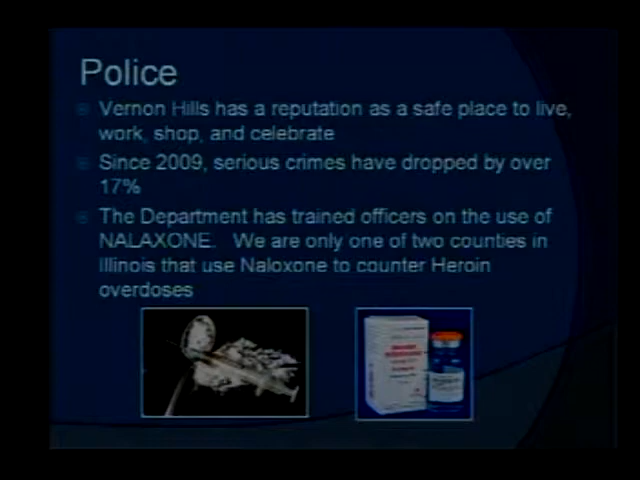 Police
Vernon Hills has a reputation as a safe place to live,
work, shop, and celebrate
Since 2009, serious crimes have dropped by over
17%
The Department has trained officers on the use of
NALAXONE. We are only one of two counties in
Illinois that use Naloxone to counter Heroin
overdoses